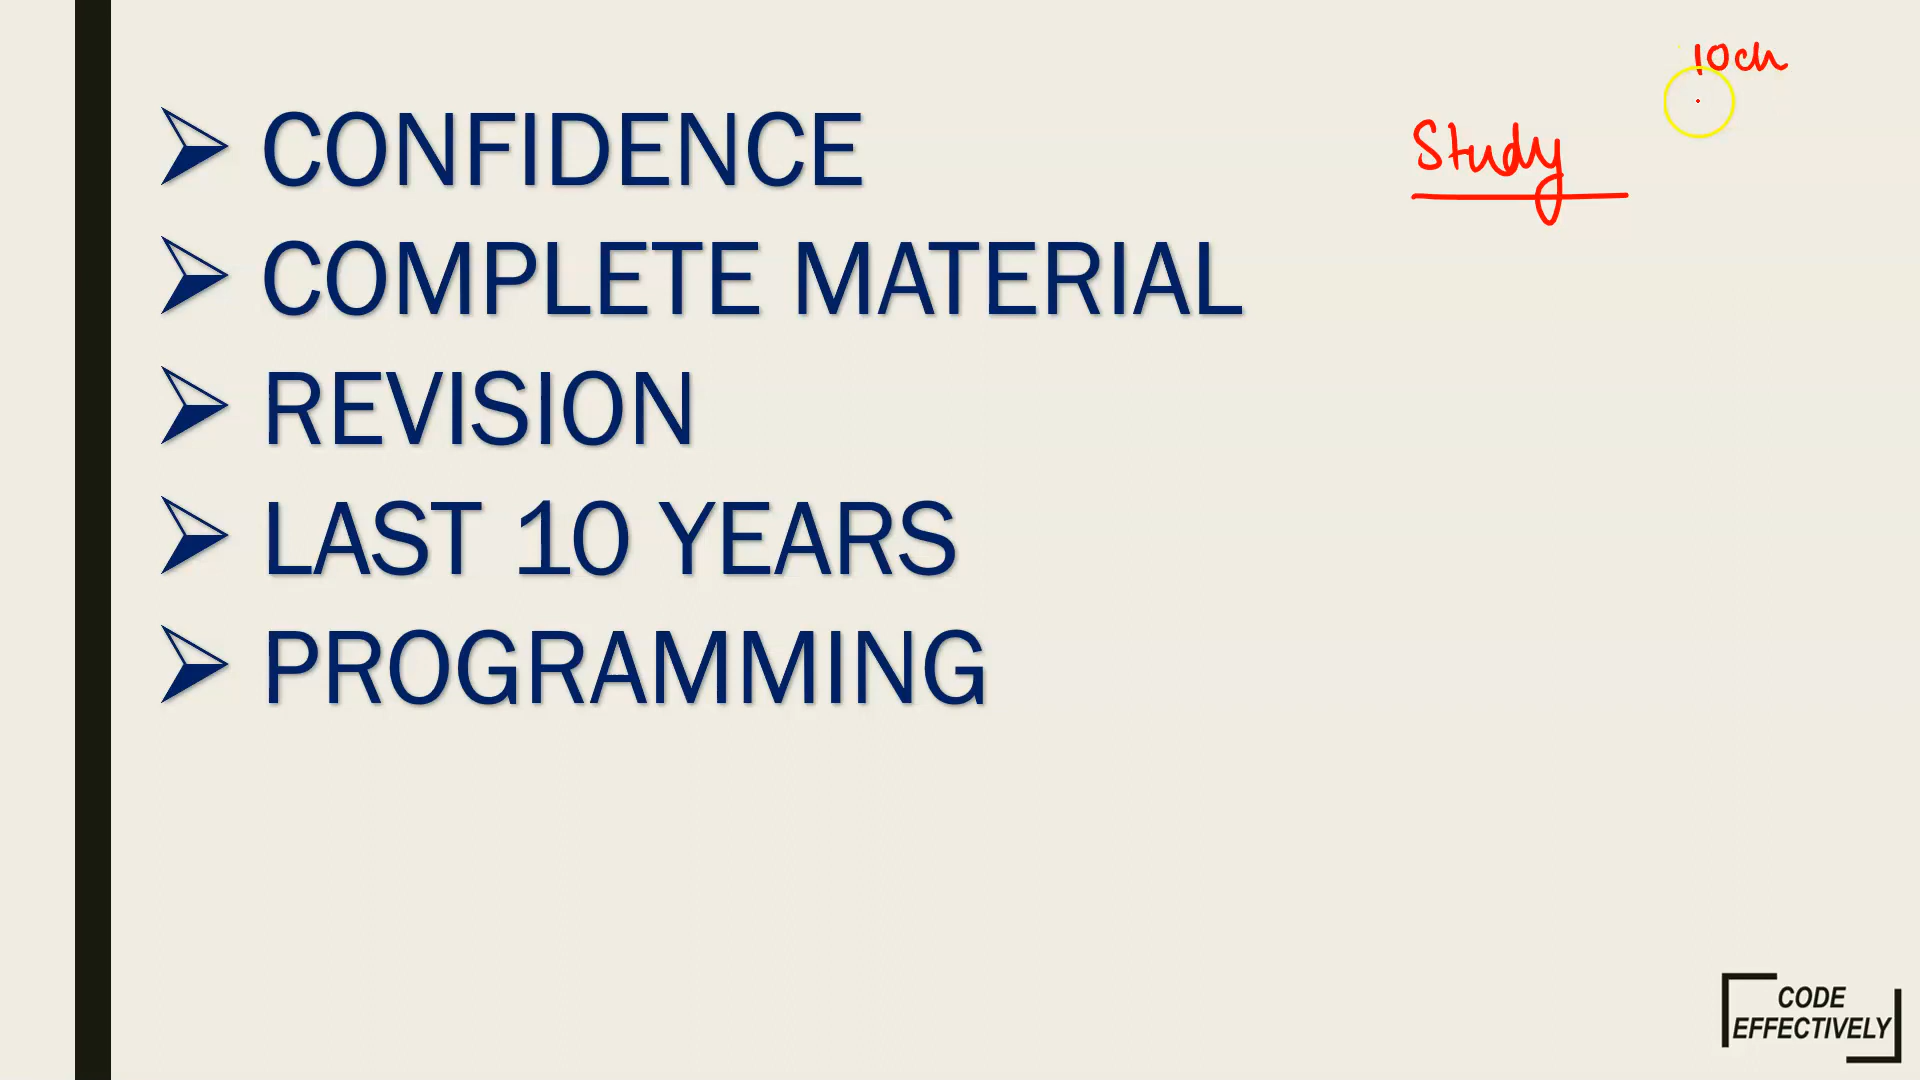 10ch
Study
CONFIDENCE
COMPLETE MATERIAL
REVISION
LAST 10 YEARS
PROGRAMMING
CODE
EFFECTIVELY